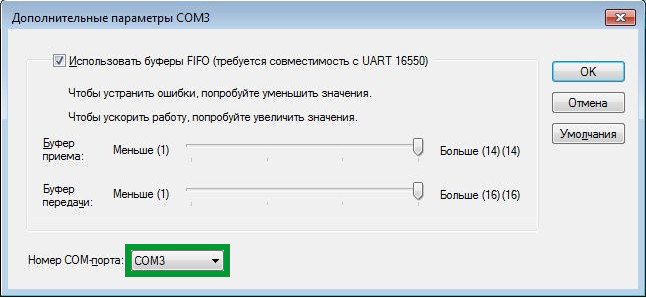 Дополнительные параметры COM3
Использовать буферы FIFO (требуется совместимость с UART 16550)
OK
Чтобы устранить ошибки, попробуйте уменьшить значения.
Отмена
Чтобы ускорить работу, попробуйте увеличить значения.
Умолчания
Буфер
приема:
Меньше (1)
Больше (14) (14)
Буфер
передачи:
Меньше (1)
Больше (16) (16)
Номер COM-порта:
COM3